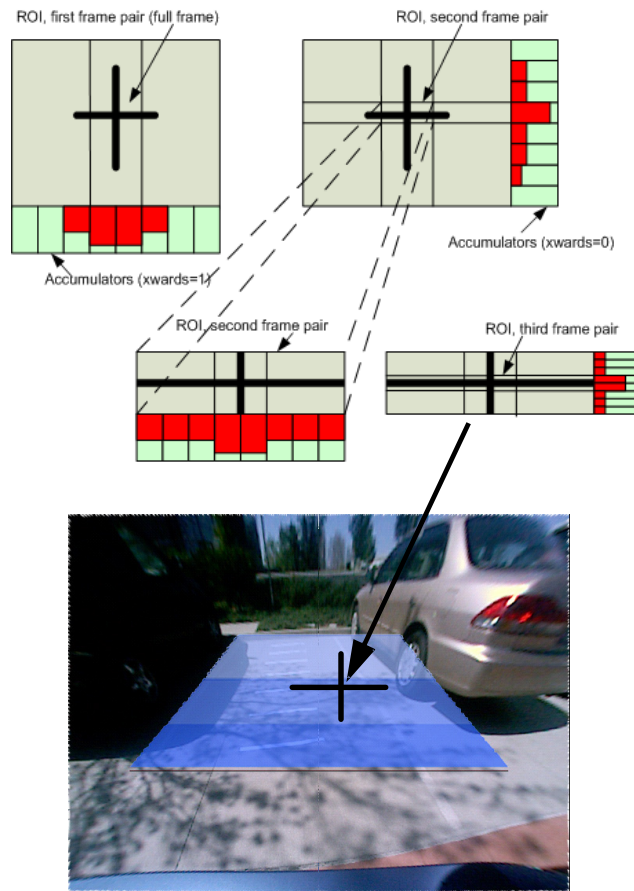 ROI, first frame pair (full frame)
ROI, second frame pair
Accumulators (xwards=1)
Accumulators (xwards=0)
ROI, second frame pair
ROI, third frame pair